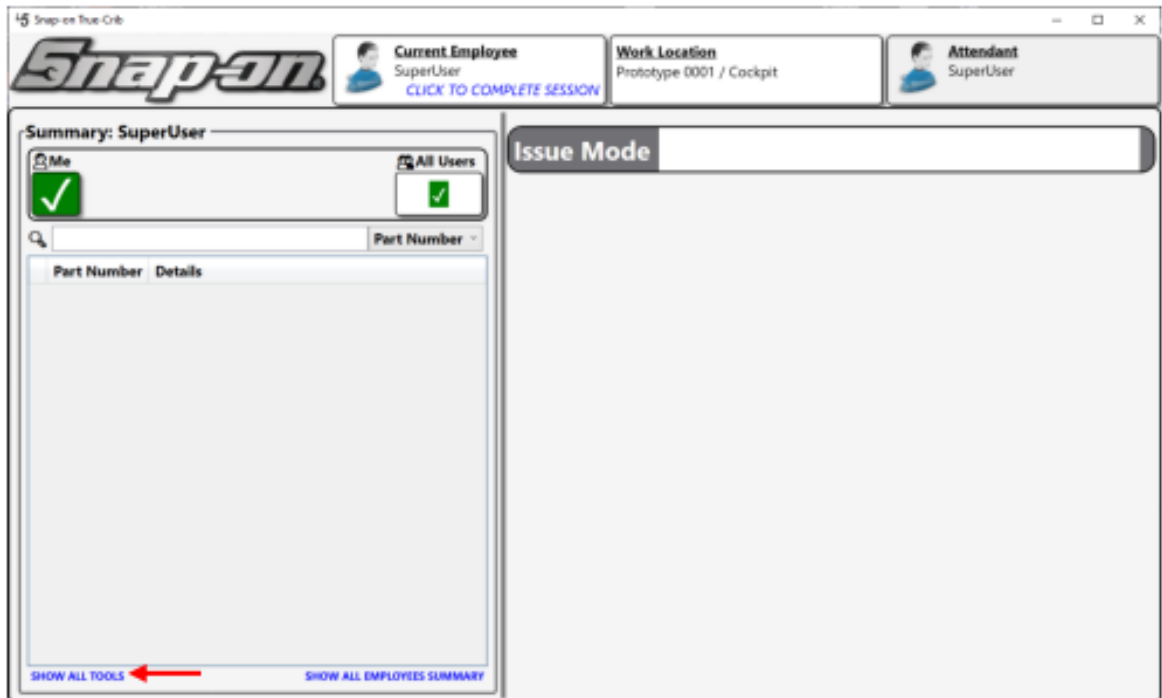 Snap-on True-Crib
Snap-on
Current Employee
SuperUser
CLICK TO COMPLETE SESSION
Work Location
Prototype 0001 / Cockpit
Attendant
SuperUser
Summary: SuperUser
Me
All Users
Part Number
Part Number Details
SHOW ALL TOOLS
SHOW ALL EMPLOYEES SUMMARY
Issue Mode